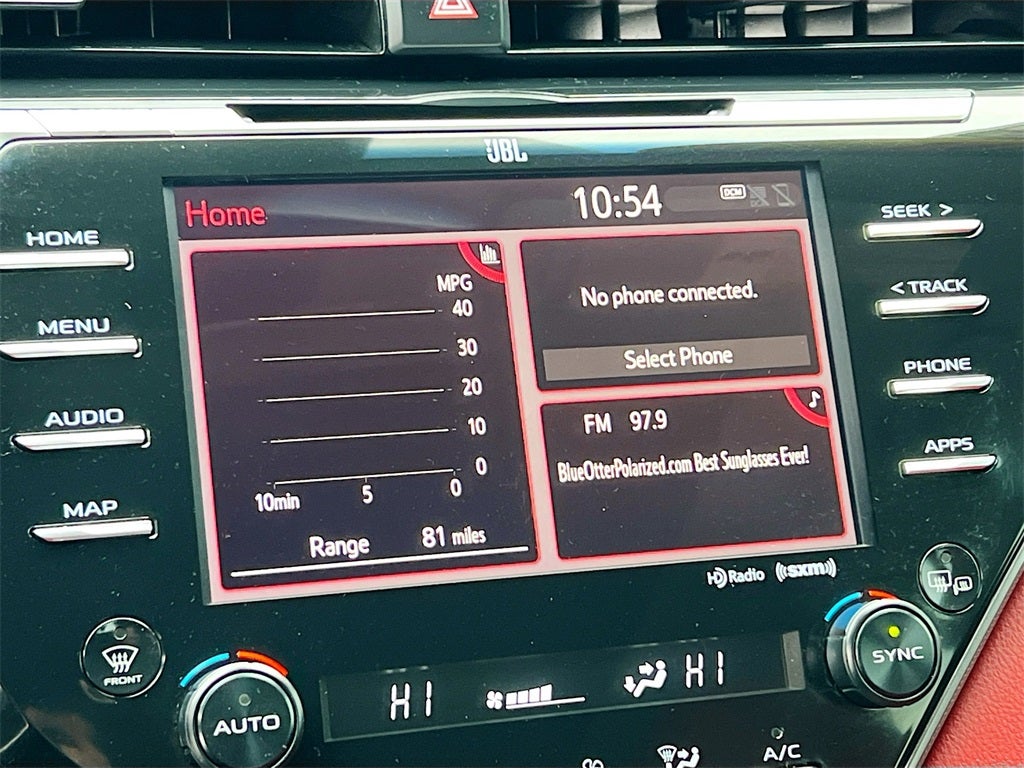 JBL
Home
10:54
DCM
HOME
MENU
AUDIO
MAP
MPG
40
30
20
10
0
10min 5 0
Range 81 miles
No phone connected.
Select Phone
FM 97.9
BlueOtterPolarized.com Best Sunglasses Ever!
SEEK >
< TRACK
PHONE
APPS
HD Radio ((sxm))
FRONT
AUTO
HI
HI
SYNC
A/C